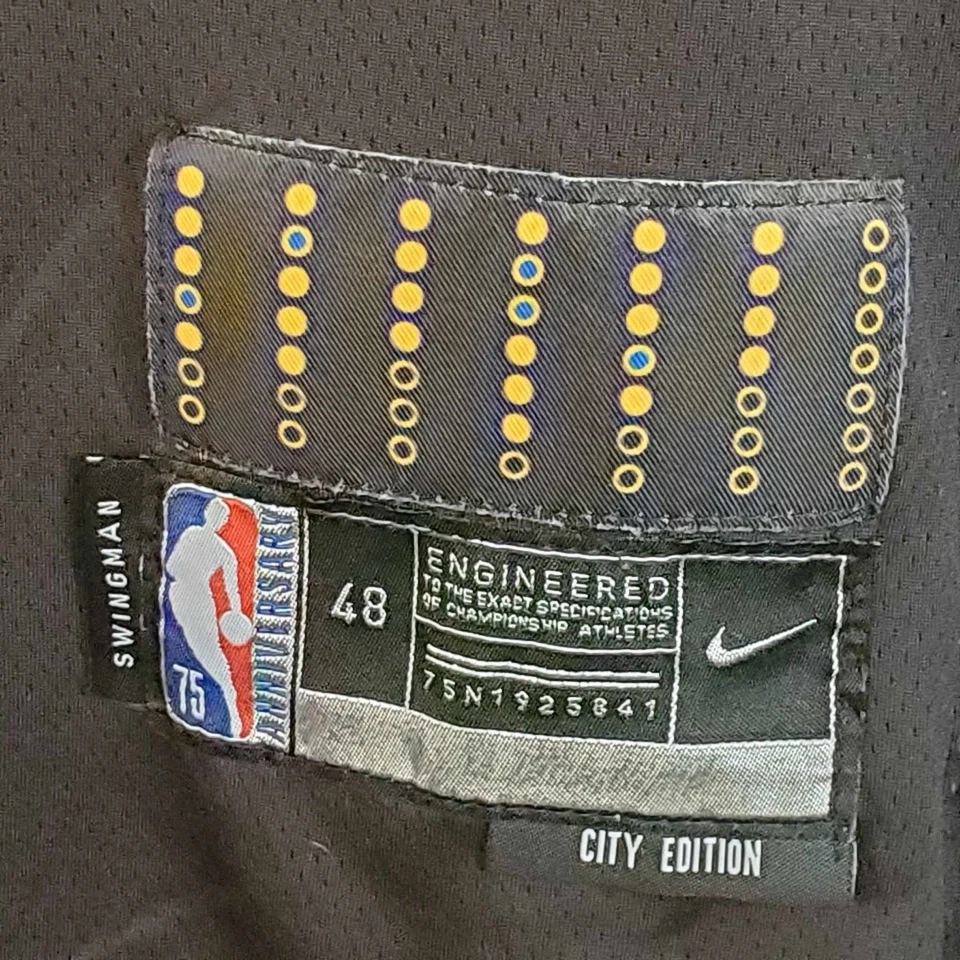 SWINGMAN
75
ANNIVERSARY
48
ENGINEERED
TO THE EXACT SPECIFICATIONS
OF CHAMPIONSHIP ATHLETES
75N1925841
CITY EDITION